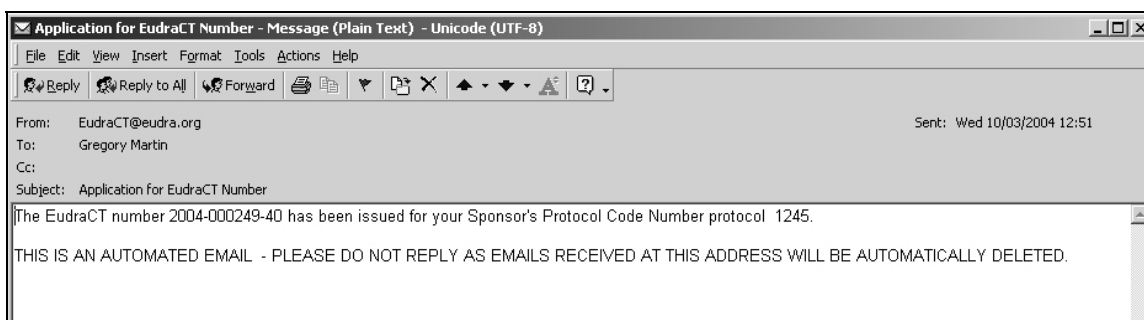 Application for EudraCT Number - Message (Plain Text) - Unicode (UTF-8)
File Edit View Insert Format Tools Actions Help
Reply Reply to All Forward
From: EudraCT@eudra.org Sent: Wed 10/03/2004 12:51
To: Gregory Martin
Cc:
Subject: Application for EudraCT Number
The EudraCT number 2004-000249-40 has been issued for your Sponsor's Protocol Code Number protocol 1245.
THIS IS AN AUTOMATED EMAIL - PLEASE DO NOT REPLY AS EMAILS RECEIVED AT THIS ADDRESS WILL BE AUTOMATICALLY DELETED.